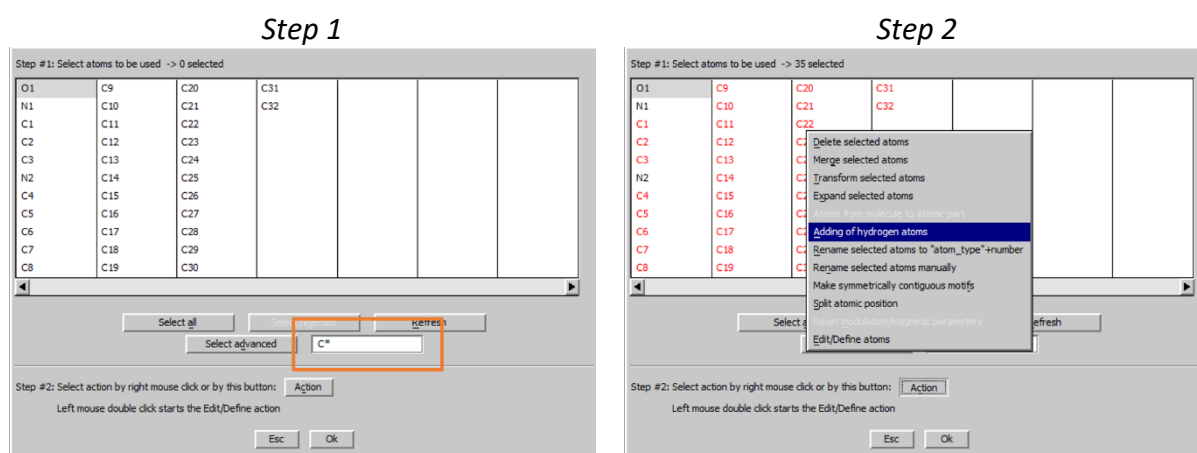 Step 1
Step #1: Select atoms to be used -> 0 selected
O1 C9 C20 C31
N1 C10 C21 C32
C1 C11 C22
C2 C12 C23
C3 C13 C24
N2 C14 C25
C4 C15 C26
C5 C16 C27
C6 C17 C28
C7 C18 C29
C8 C19 C30
Select all Select rejected Refresh
Select advanced C*
Step #2: Select action by right mouse click or by this button: Action
Left mouse double click starts the Edit/Define action
Esc Ok
Step 2
Step #1: Select atoms to be used -> 35 selected
O1 C9 C20 C31
N1 C10 C21 C32
C1 C11 C22
C2 C12
C3 C13
N2 C14
C4 C15
C5 C16
C6 C17
C7 C18
C8 C19
Delete selected atoms
Merge selected atoms
Transform selected atoms
Expand selected atoms
Atoms from molecule to atomic part
Adding of hydrogen atoms
Rename selected atoms to "atom_type"+number
Rename selected atoms manually
Make symmetrically contiguous motifs
Split atomic position
Reset modulation/magnetic parameters
Edit/Define atoms
Step #2: Select action by right mouse click or by this button: Action
Left mouse double click starts the Edit/Define action
Esc Ok